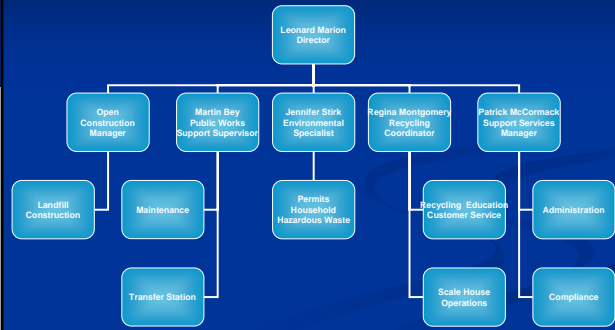 Leonard Marion
Director
Open
Construction
Manager
Martin Bey
Public Works
Support Supervisor
Jennifer Stirk
Environmental
Specialist
Regina Montgomery
Recycling
Coordinator
Patrick McCormack
Support Services
Manager
Landfill
Construction
Maintenance
Permits
Household
Hazardous Waste
Recycling Education
Customer Service
Administration
Transfer Station
Scale House
Operations
Compliance